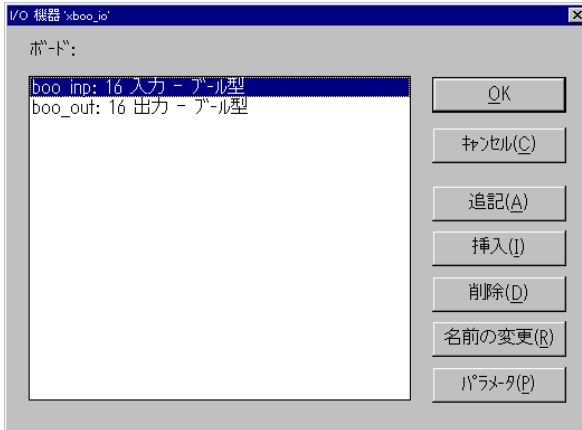 I/O 機器 'xboo_io'
ﾎﾞｰﾄﾞ:
boo_inp: 16 入力 - ﾌﾞｰﾙ型
boo_out: 16 出力 - ﾌﾞｰﾙ型
OK
ｷｬﾝｾﾙ(C)
追記(A)
挿入(I)
削除(D)
名前の変更(R)
ﾊﾟﾗﾒｰﾀ(P)